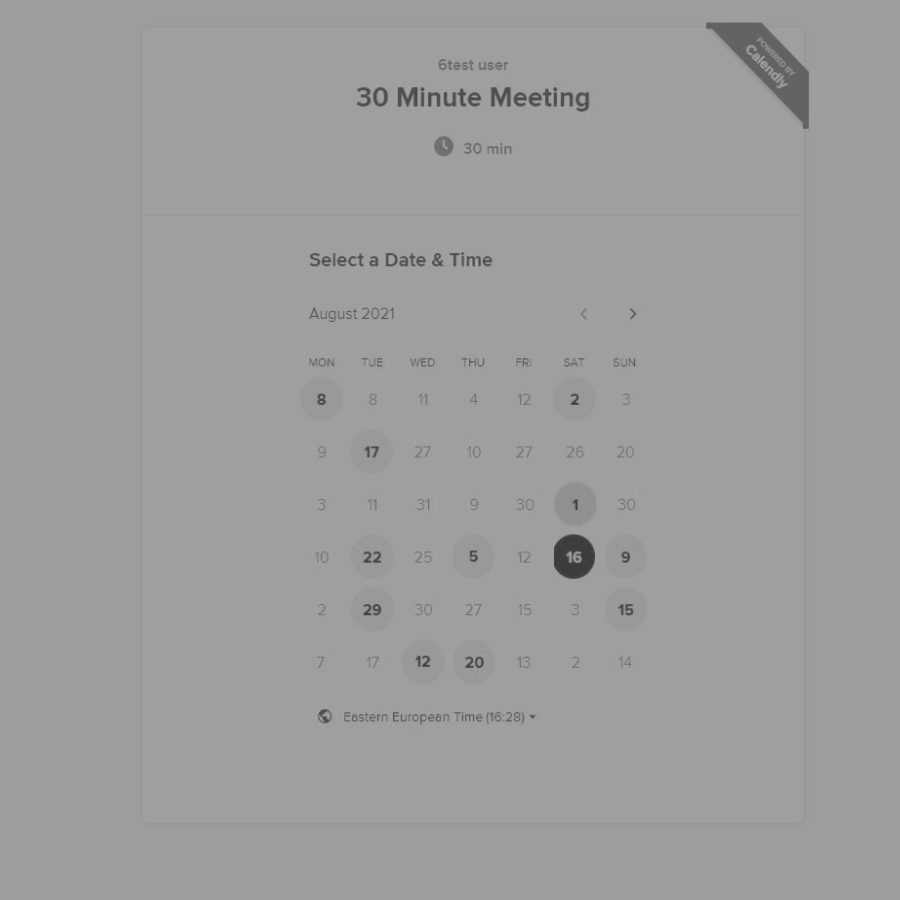 POWERED BY
Calendly
6test user
30 Minute Meeting
30 min
Select a Date & Time
August 2021
MON TUE WED THU FRI SAT SUN
8 8 11 4 12 2 3
9 17 27 10 27 26 20
3 11 31 9 30 1 30
10 22 25 5 12 16 9
2 29 30 27 15 3 15
7 17 12 20 13 2 14
Eastern European Time (16:28)